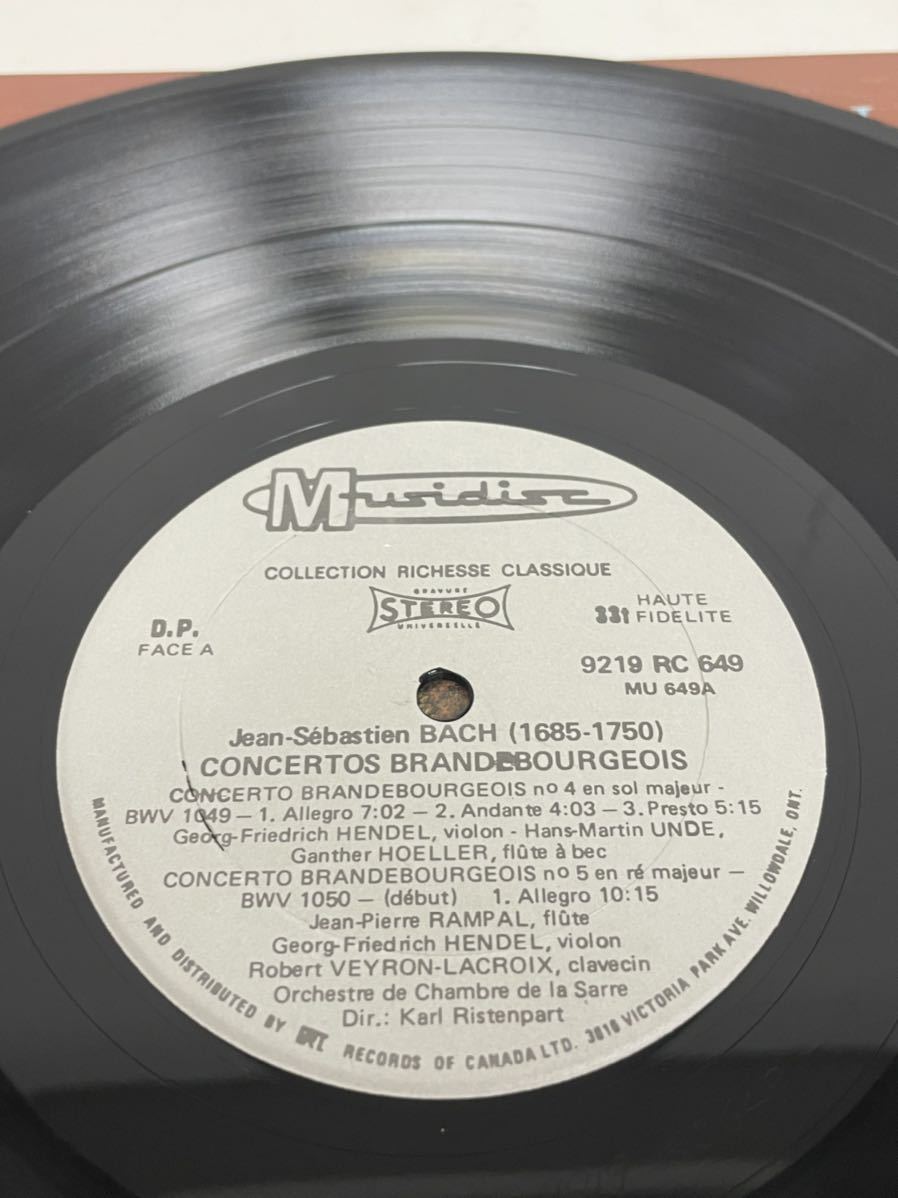 Musidisc
COLLECTION RICHESSE CLASSIQUE
GRAVURE
STEREO
UNIVERSELLE
D.P.
FACE A
33t HAUTE
FIDELITE
9219 RC 649
MU 649A
Jean-Sébastien BACH (1685-1750)
CONCERTOS BRANDEBOURGEOIS
CONCERTO BRANDEBOURGEOIS no 4 en sol majeur -
BWV 1049 — 1. Allegro 7:02 — 2. Andante 4:03 — 3. Presto 5:15
Georg-Friedrich HENDEL, violon - Hans-Martin UNDE,
Ganther HOELLER, flûte à bec
CONCERTO BRANDEBOURGEOIS no 5 en ré majeur —
BWV 1050 — (début) 1. Allegro 10:15
Jean-Pierre RAMPAL, flûte
Georg-Friedrich HENDEL, violon
Robert VEYRON-LACROIX, clavecin
Orchestre de Chambre de la Sarre
Dir.: Karl Ristenpart
MANUFACTURED AND DISTRIBUTED BY GRT RECORDS OF CANADA LTD. 3816 VICTORIA PARK AVE. WILLOWDALE, ONT.